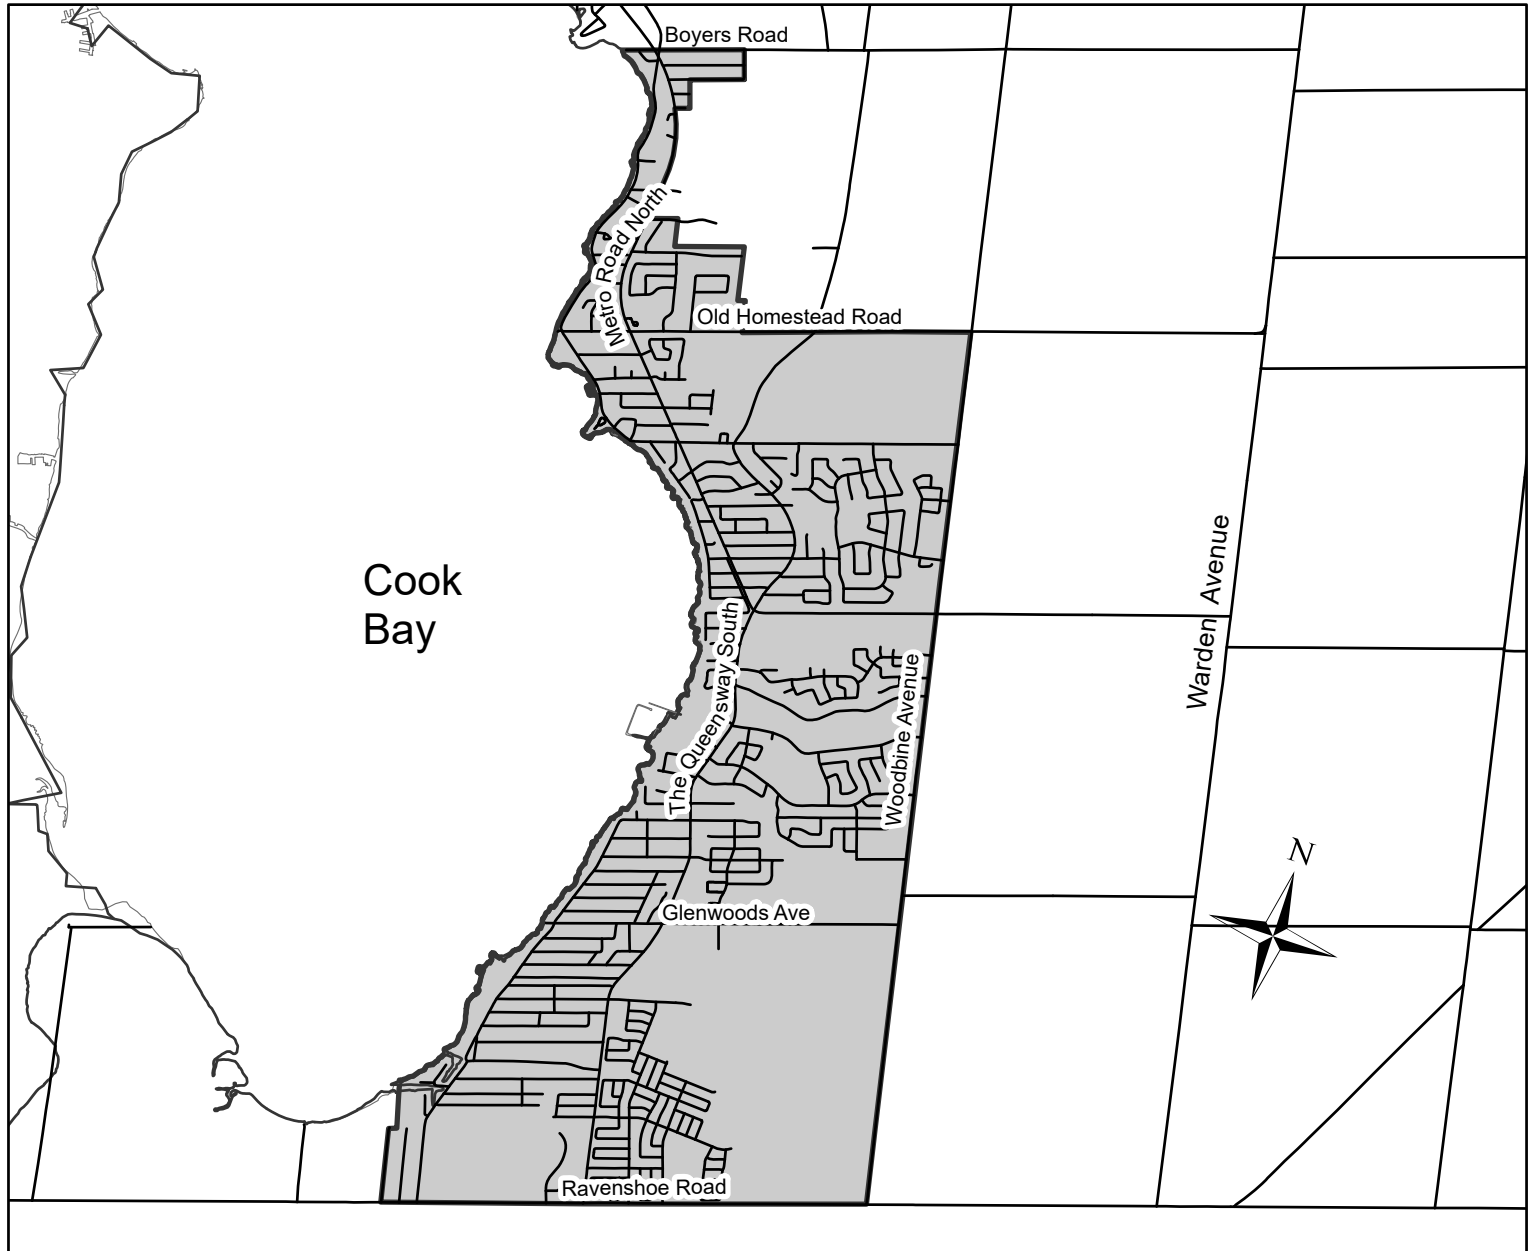 Boyers Road
Metro Road North
Old Homestead Road
Cook
Bay
Warden Avenue
The Queensway South
Woodbine Avenue
N
Glenwoods Ave
Ravenshoe Road